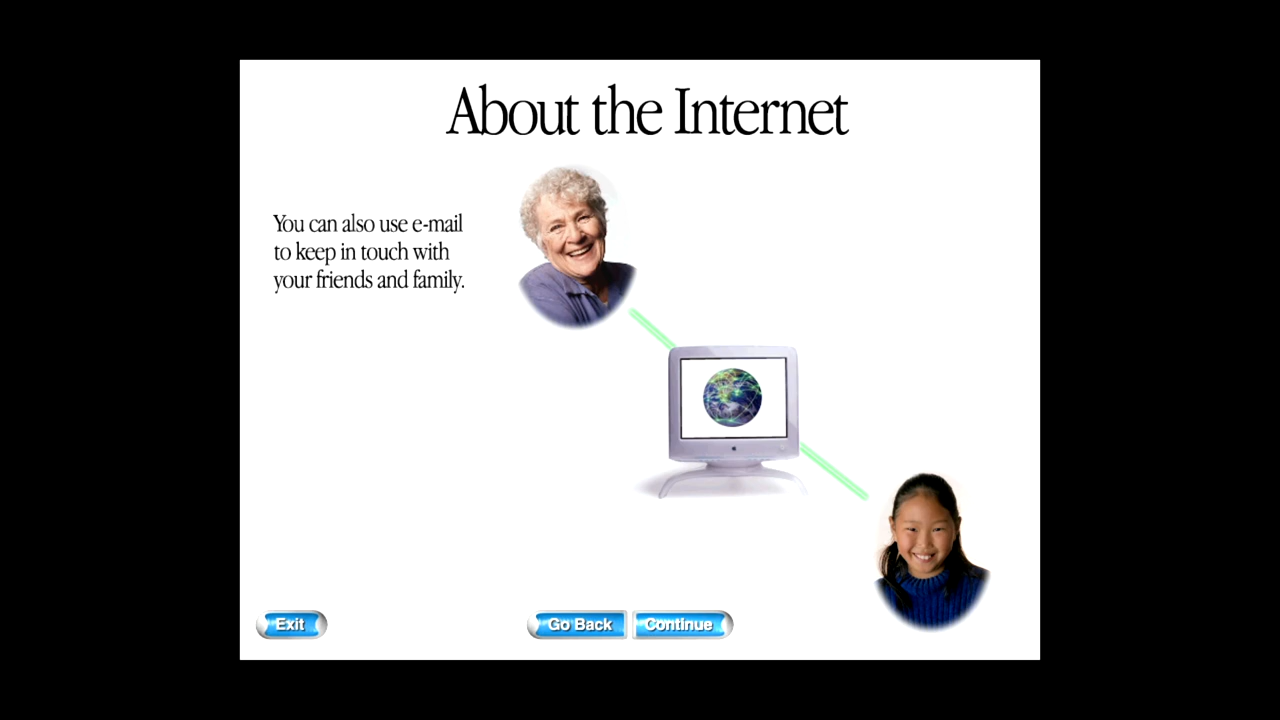 About the Internet
You can also use e-mail
to keep in touch with
your friends and family.
Exit
Go Back
Continue